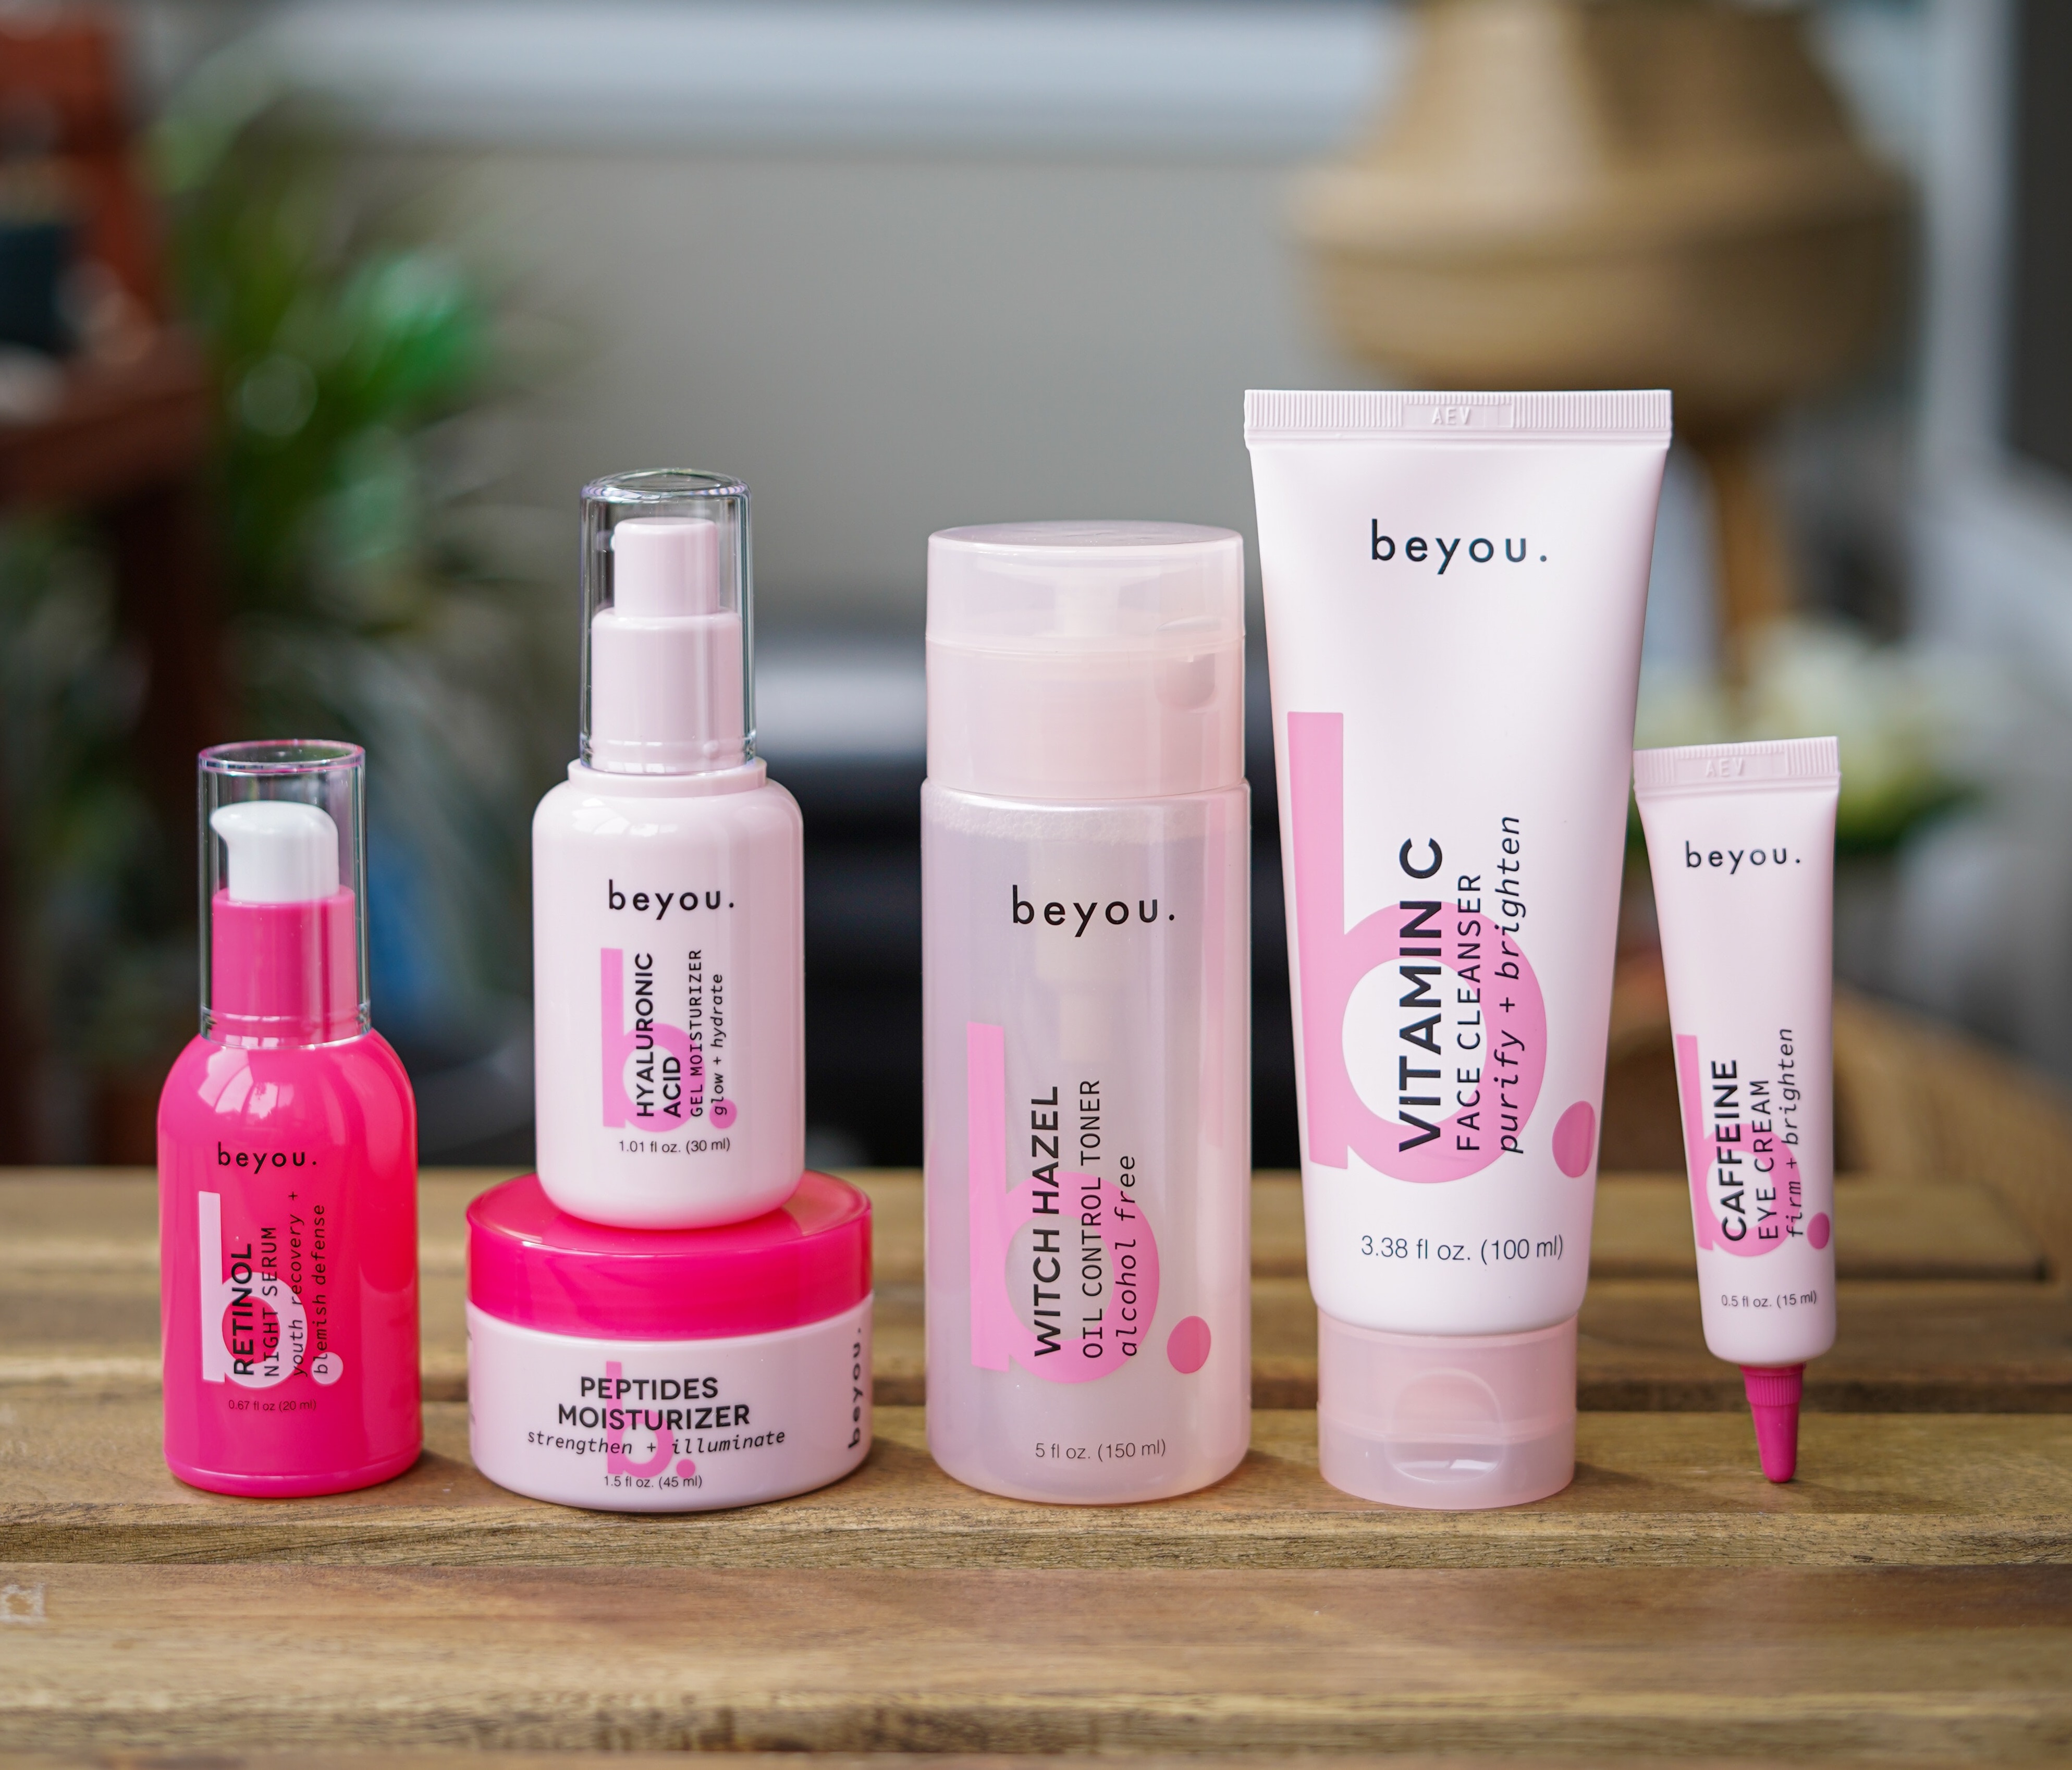 beyou.
b.
RETINOL
NIGHT SERUM
youth recovery +
blemish defense
0.67 fl oz (20 ml)
beyou.
b.
HYALURONIC
ACID
GEL MOISTURIZER
glow + hydrate
1.01 fl oz. (30 ml)
b.
PEPTIDES
MOISTURIZER
strengthen + illuminate
1.5 fl oz. (45 ml)
beyou.
beyou.
b.
WITCH HAZEL
OIL CONTROL TONER
alcohol free
5 fl oz. (150 ml)
AEV
beyou.
b.
VITAMIN C
FACE CLEANSER
purify + brighten
3.38 fl oz. (100 ml)
AEV
beyou.
b.
CAFFEINE
EYE CREAM
firm + brighten
0.5 fl oz. (15 ml)